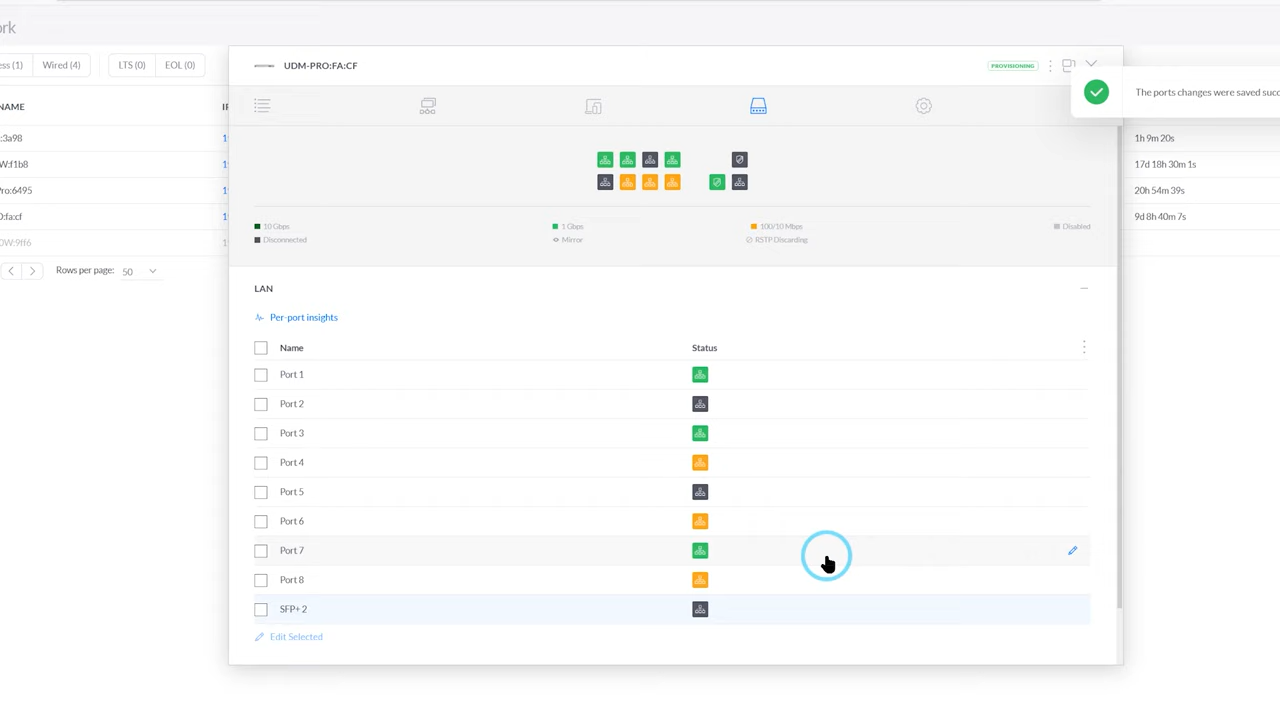 ork
ess (1) Wired (4) LTS (0) EOL (0)
UDM-PRO:FA:CF PROVISIONING
The ports changes were saved succ
NAME
:3a98 1h 9m 20s
W:f1b8 17d 18h 30m 1s
Pro:6495 20h 54m 39s
D:fa:cf 9d 8h 40m 7s
0W:9ff6
Rows per page: 50
10 Gbps 1 Gbps 100/10 Mbps Disabled
Disconnected Mirror RSTP Discarding
LAN
Per-port insights
Name Status
Port 1
Port 2
Port 3
Port 4
Port 5
Port 6
Port 7
Port 8
SFP+ 2
Edit Selected